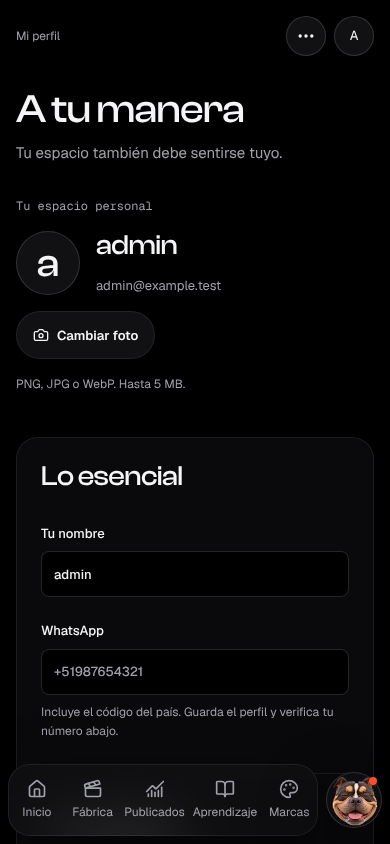 Mi perfil
A
A tu manera
Tu espacio también debe sentirse tuyo.
Tu espacio personal
a
admin
admin@example.test
Cambiar foto
PNG, JPG o WebP. Hasta 5 MB.
Lo esencial
Tu nombre
admin
WhatsApp
+51987654321
Incluye el código del país. Guarda el perfil y verifica tu
número abajo.
Inicio
Fábrica
Publicados
Aprendizaje
Marcas